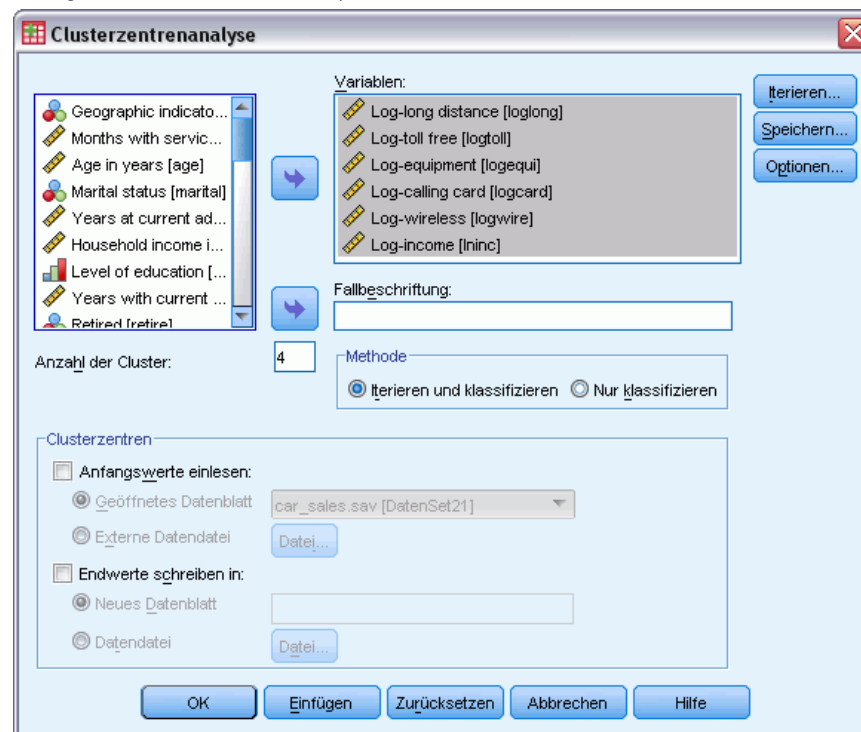 Clusterzentrenanalyse
Geographic indicato...
Months with servic...
Age in years [age]
Marital status [marital]
Years at current ad...
Household income i...
Level of education [...
Years with current ...
Retired [retire]
Variablen:
Log-long distance [loglong]
Log-toll free [logtoll]
Log-equipment [logequi]
Log-calling card [logcard]
Log-wireless [logwire]
Log-income [lninc]
Iterieren...
Speichern...
Optionen...
Fallbeschriftung:
Anzahl der Cluster: 4
Methode
Iterieren und klassifizieren Nur klassifizieren
Clusterzentren
Anfangswerte einlesen:
Geöffnetes Datenblatt car_sales.sav [DatenSet21]
Externe Datendatei Datei...
Endwerte schreiben in:
Neues Datenblatt
Datendatei Datei...
OK Einfügen Zurücksetzen Abbrechen Hilfe